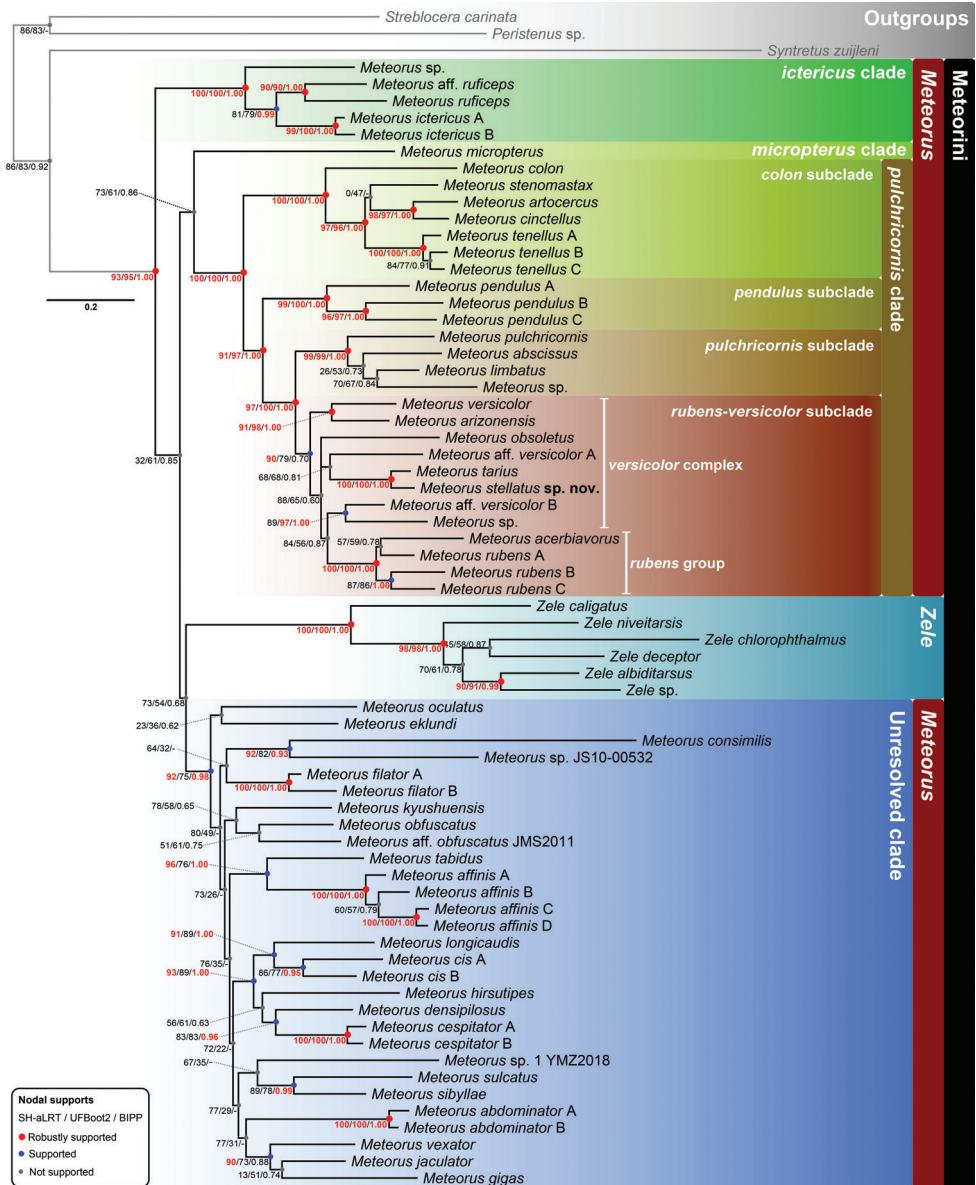 Outgroups
Streblocera carinata
86/83/-
Peristenus sp.
Syntretus zuijleni
ictericus clade
Meteorus sp.
Meteorus aff. ruficeps
90/90/1.00
100/100/1.00
Meteorus ruficeps
81/79/0.99
Meteorus ictericus A
99/100/1.00
Meteorus ictericus B
Meteorus
Meteorini
micropterus clade
Meteorus micropterus
86/83/0.92
colon subclade
Meteorus colon
73/61/0.86
0/47/-
Meteorus stenomastax
100/100/1.00
Meteorus artocercus
98/97/1.00
Meteorus cinctellus
97/96/1.00
Meteorus tenellus A
100/100/1.00
Meteorus tenellus B
84/77/0.91
Meteorus tenellus C
93/95/1.00
100/100/1.00
pulchricornis clade
0.2
Meteorus pendulus A
pendulus subclade
99/100/1.00
Meteorus pendulus B
96/97/1.00
Meteorus pendulus C
Meteorus pulchricornis
pulchricornis subclade
91/97/1.00
99/99/1.00
Meteorus abscissus
26/53/0.73
Meteorus limbatus
70/67/0.84
Meteorus sp.
97/100/1.00
Meteorus versicolor
rubens-versicolor subclade
91/98/1.00
Meteorus arizonensis
Meteorus obsoletus
90/79/0.70
Meteorus aff. versicolor A
versicolor complex
32/61/0.85
68/68/0.81
Meteorus tarius
100/100/1.00
Meteorus stellatus sp. nov.
88/65/0.60
Meteorus aff. versicolor B
89/97/1.00
Meteorus sp.
84/56/0.87
57/59/0.78
Meteorus acerbiavorus
Meteorus rubens A
rubens group
100/100/1.00
Meteorus rubens B
87/86/1.00
Meteorus rubens C
Zele
Zele caligatus
100/100/1.00
Zele niveitarsis
98/98/1.00
45/58/0.87
Zele chlorophthalmus
Zele deceptor
70/61/0.78
Zele albiditarsus
90/91/0.99
Zele sp.
73/54/0.68
Meteorus
Unresolved clade
Meteorus oculatus
23/36/0.62
Meteorus eklundi
64/32/-
Meteorus consimilis
92/82/0.93
Meteorus sp. JS10-00532
92/75/0.98
Meteorus filator A
100/100/1.00
Meteorus filator B
78/58/0.65
Meteorus kyushuensis
80/49/-
Meteorus obfuscatus
51/61/0.75
Meteorus aff. obfuscatus JMS2011
96/76/1.00
Meteorus tabidus
Meteorus affinis A
73/26/-
100/100/1.00
Meteorus affinis B
60/57/0.79
Meteorus affinis C
100/100/1.00
Meteorus affinis D
91/89/1.00
Meteorus longicaudis
76/35/-
Meteorus cis A
93/89/1.00
86/77/0.95
Meteorus cis B
Meteorus hirsutipes
56/61/0.63
Meteorus densipilosus
83/83/0.96
Meteorus cespitator A
100/100/1.00
Meteorus cespitator B
72/22/-
67/35/-
Meteorus sp. 1 YMZ2018
Meteorus sulcatus
89/78/0.99
Meteorus sibyllae
77/29/-
Meteorus abdominator A
100/100/1.00
Meteorus abdominator B
77/31/-
Meteorus vexator
90/73/0.88
Meteorus jaculator
13/51/0.74
Meteorus gigas
Nodal supports
SH-aLRT / UFBoot2 / BIPP
Robustly supported
Supported
Not supported